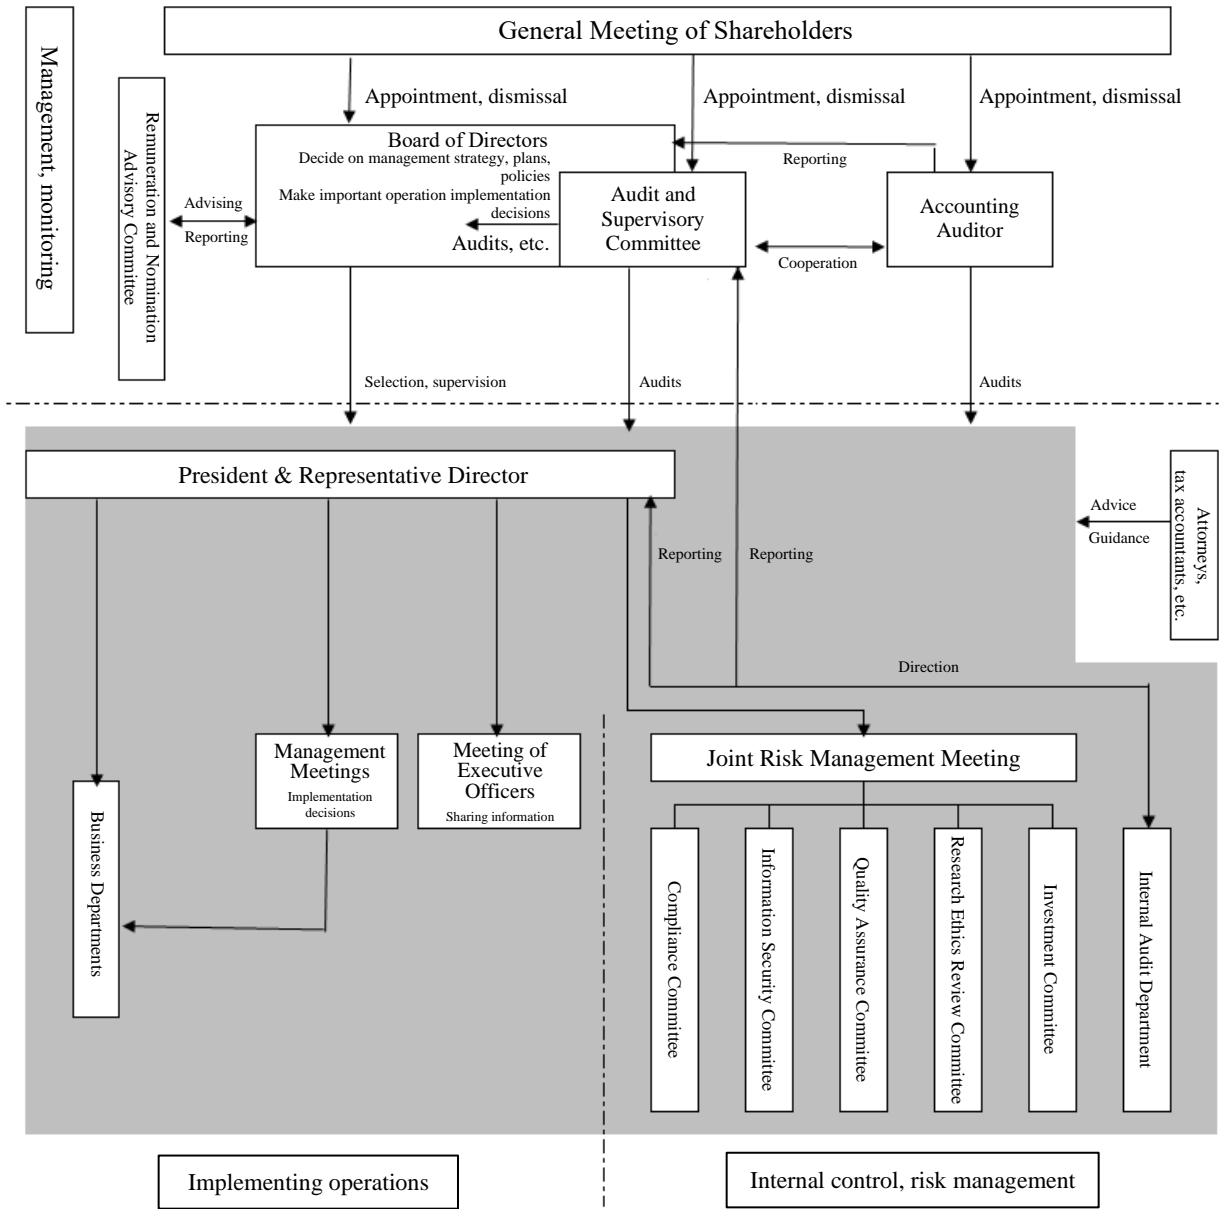 General Meeting of Shareholders
Management, monitoring
Remuneration and Nomination
Advisory Committee
Appointment, dismissal
Appointment, dismissal
Appointment, dismissal
Board of Directors
Decide on management strategy, plans,
policies
Make important operation implementation
decisions
Audits, etc.
Audit and
Supervisory
Committee
Reporting
Accounting
Auditor
Advising
Reporting
Cooperation
Selection, supervision
Audits
Audits
President & Representative Director
Attorneys,
tax accountants, etc.
Advice
Guidance
Reporting
Reporting
Direction
Management
Meetings
Implementation
decisions
Meeting of
Executive
Officers
Sharing information
Joint Risk Management Meeting
Business Departments
Compliance Committee
Information Security Committee
Quality Assurance Committee
Research Ethics Review Committee
Investment Committee
Internal Audit Department
Implementing operations
Internal control, risk management